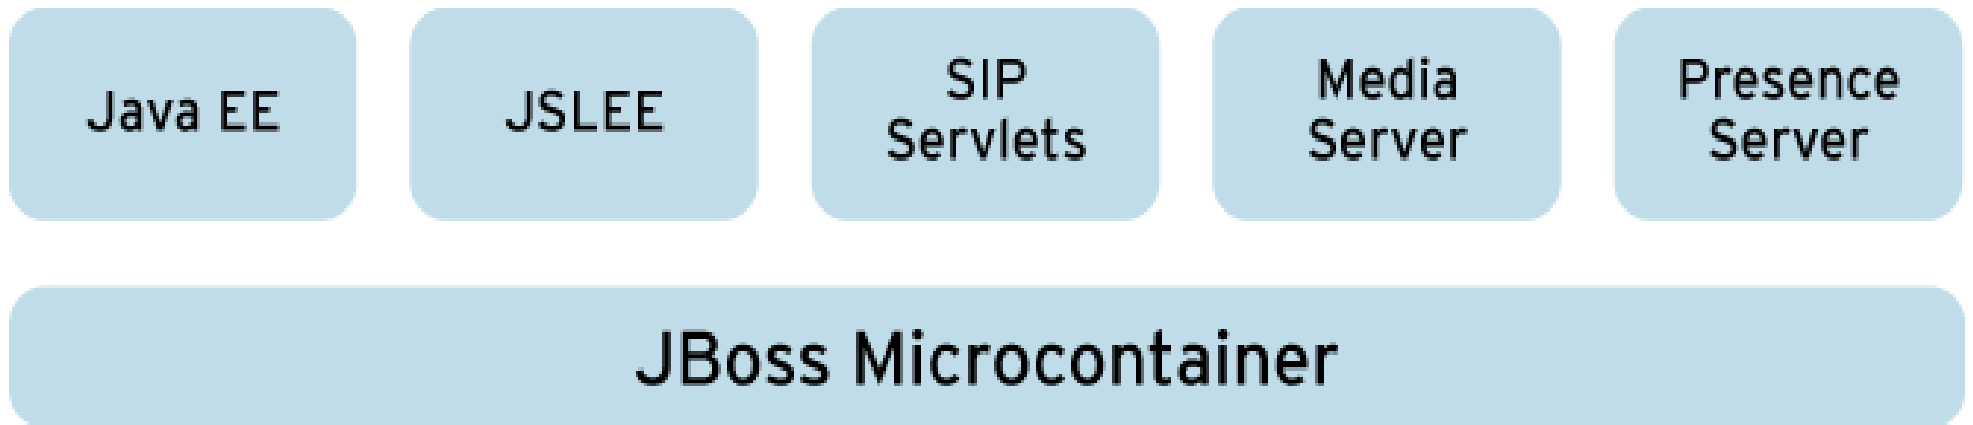 Java EE
JSLEE
SIP
Servlets
Media
Server
Presence
Server
JBoss Microcontainer